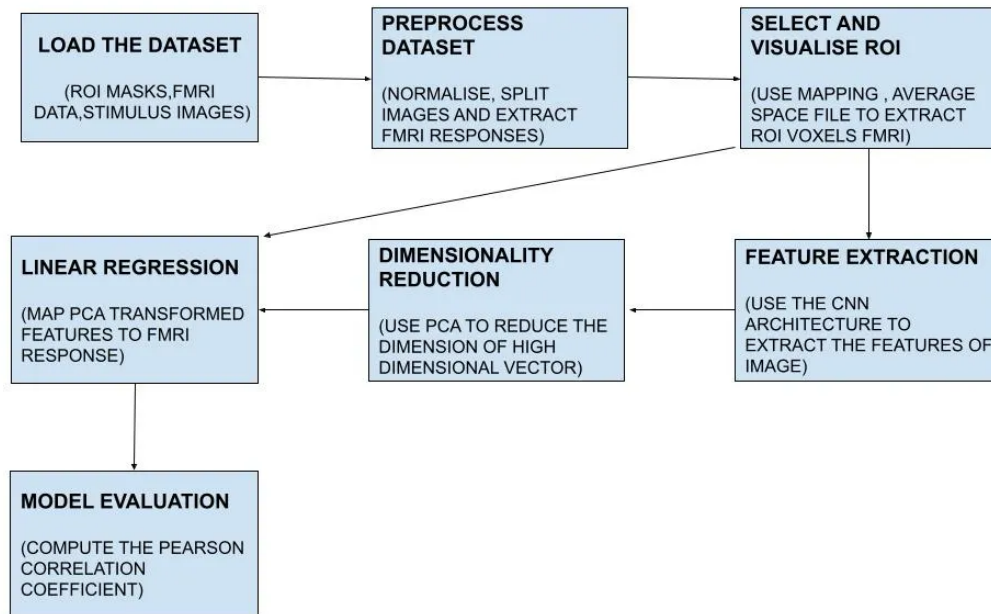 LOAD THE DATASET
(ROI MASKS,FMRI
DATA,STIMULUS IMAGES)
PREPROCESS
DATASET
(NORMALISE, SPLIT
IMAGES AND EXTRACT
FMRI RESPONSES)
SELECT AND
VISUALISE ROI
(USE MAPPING , AVERAGE
SPACE FILE TO EXTRACT
ROI VOXELS FMRI)
FEATURE EXTRACTION
(USE THE CNN
ARCHITECTURE TO
EXTRACT THE FEATURES OF
IMAGE)
DIMENSIONALITY
REDUCTION
(USE PCA TO REDUCE THE
DIMENSION OF HIGH
DIMENSIONAL VECTOR)
LINEAR REGRESSION
(MAP PCA TRANSFORMED
FEATURES TO FMRI
RESPONSE)
MODEL EVALUATION
(COMPUTE THE PEARSON
CORRELATION
COEFFICIENT)